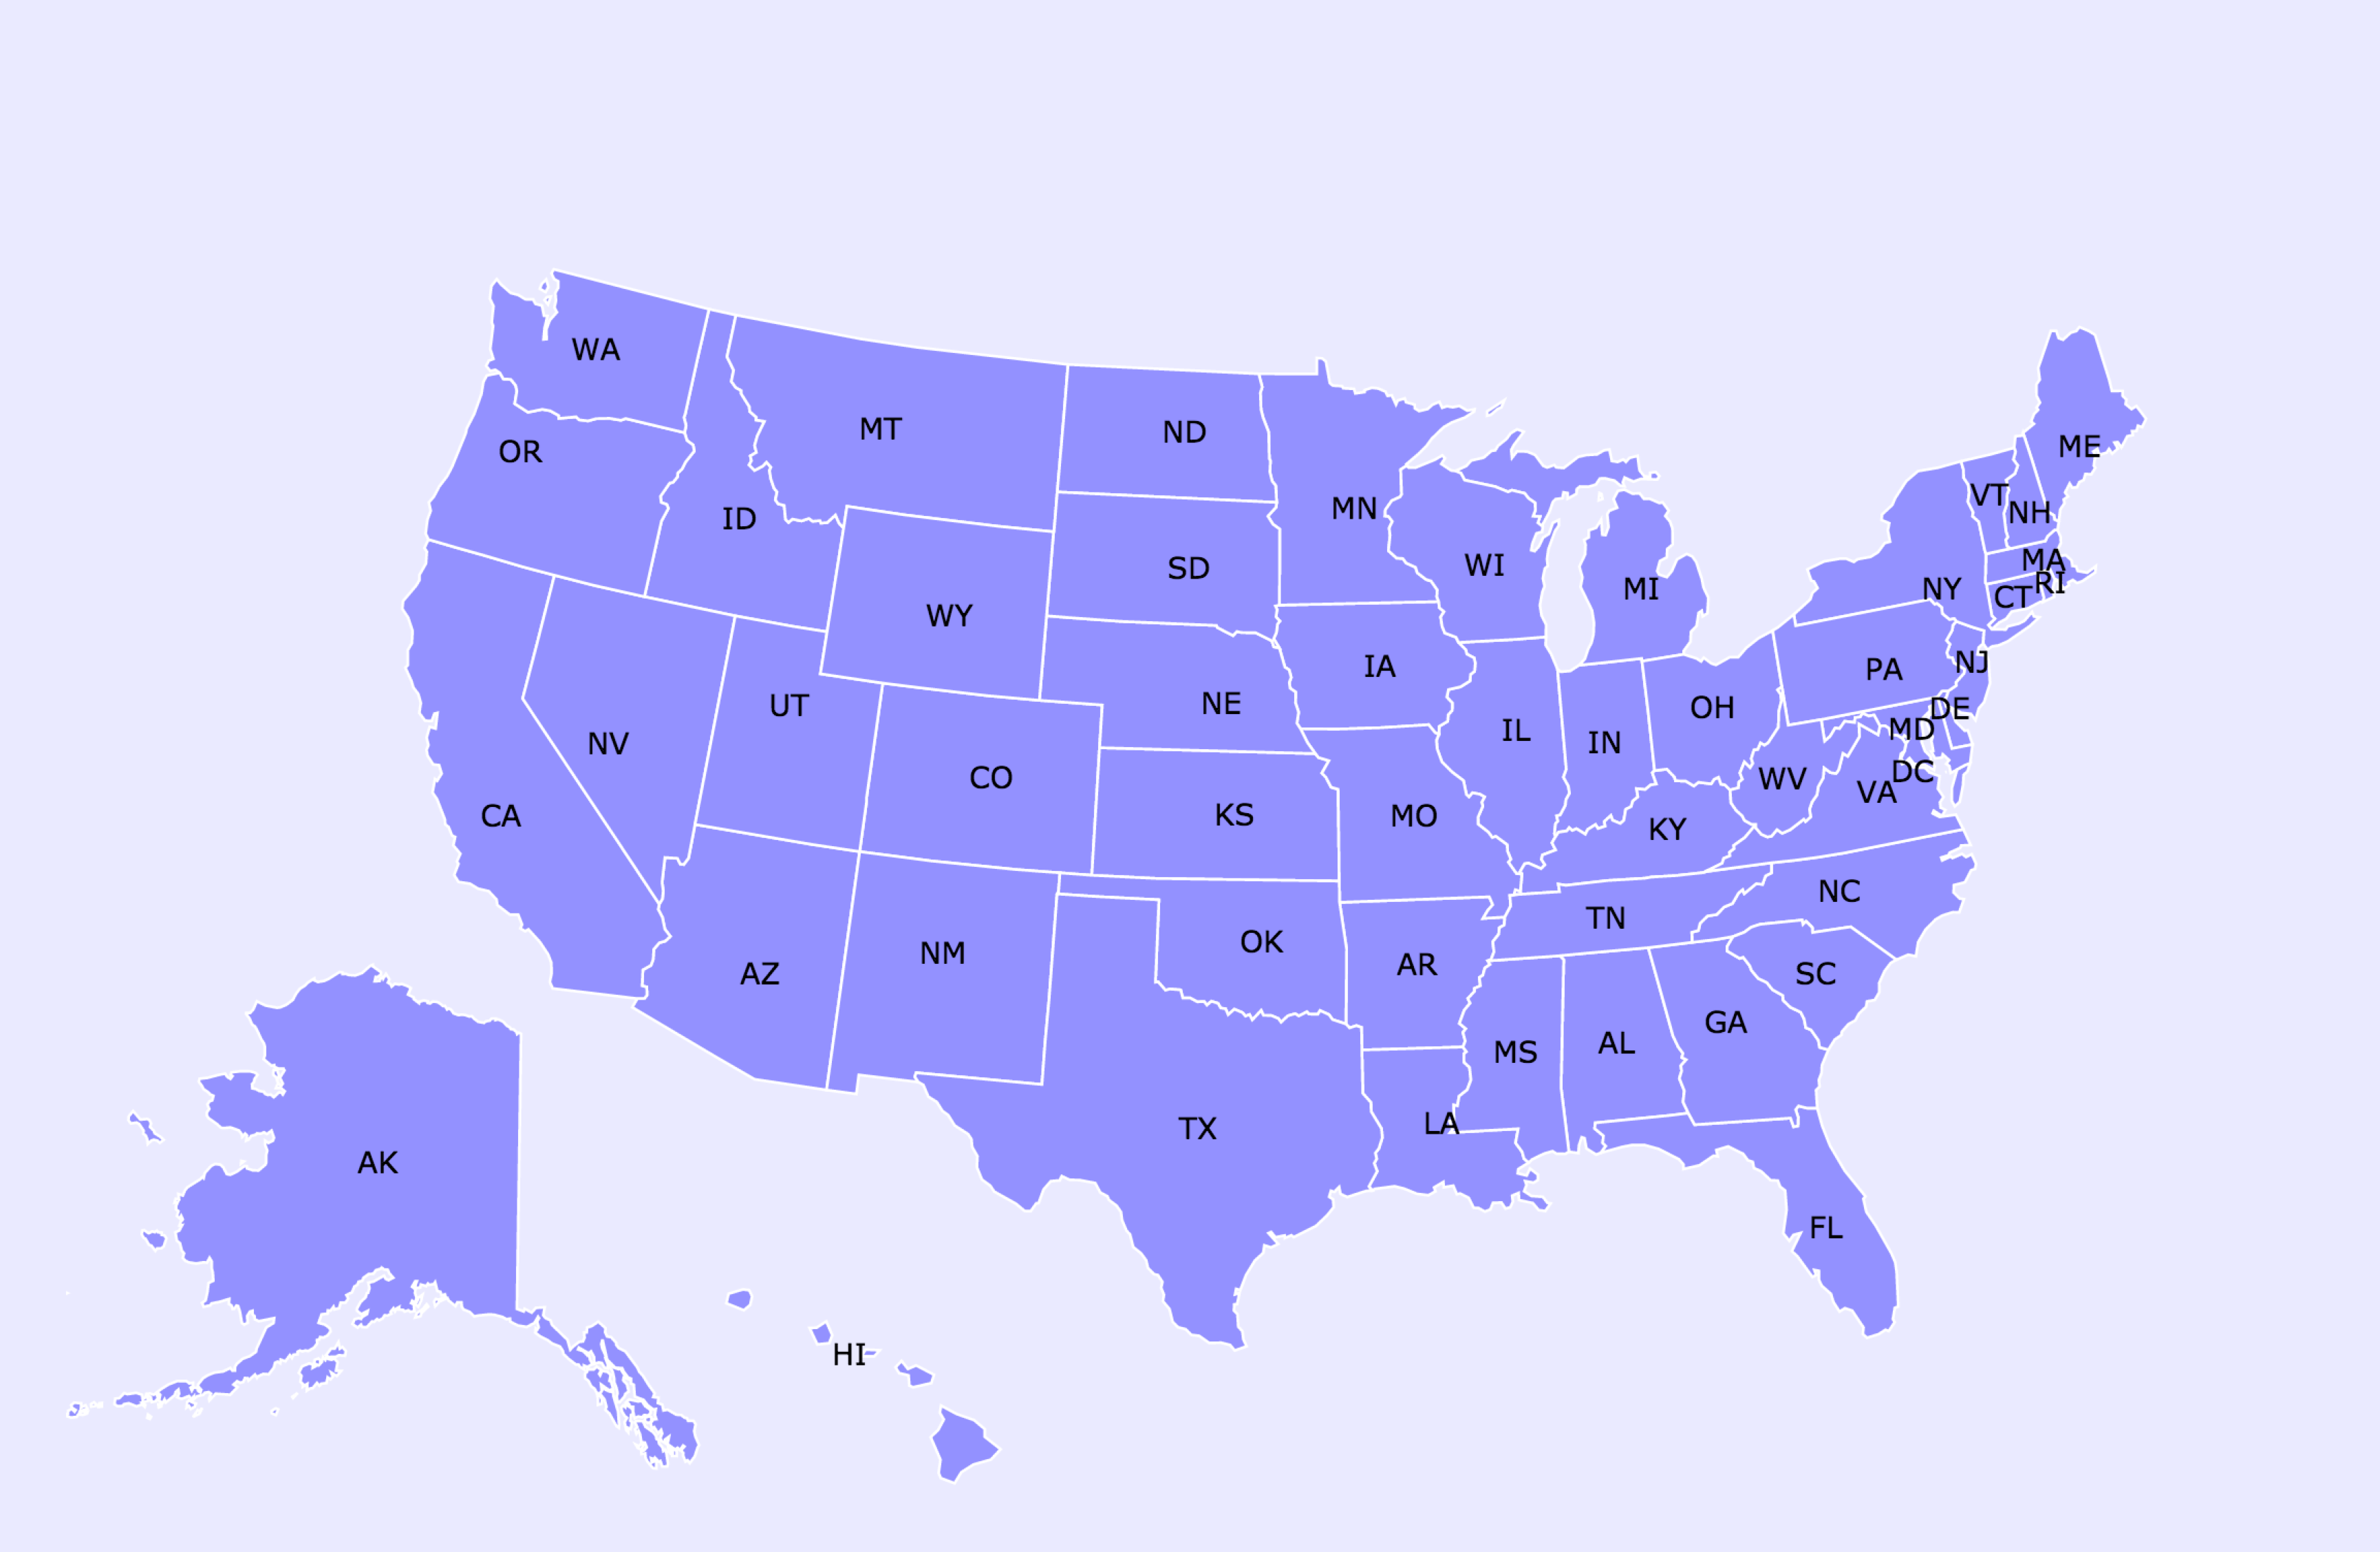 WA
MT
ND
OR
ME
VT
MN
NH
ID
MA
WI
SD
RI
MI
NY
CT
WY
NJ
IA
PA
NE
UT
OH
DE
MD
IL
IN
NV
DC
CO
WV
VA
KS
CA
MO
KY
NC
TN
OK
NM
AR
AZ
SC
GA
AL
MS
LA
TX
AK
FL
HI